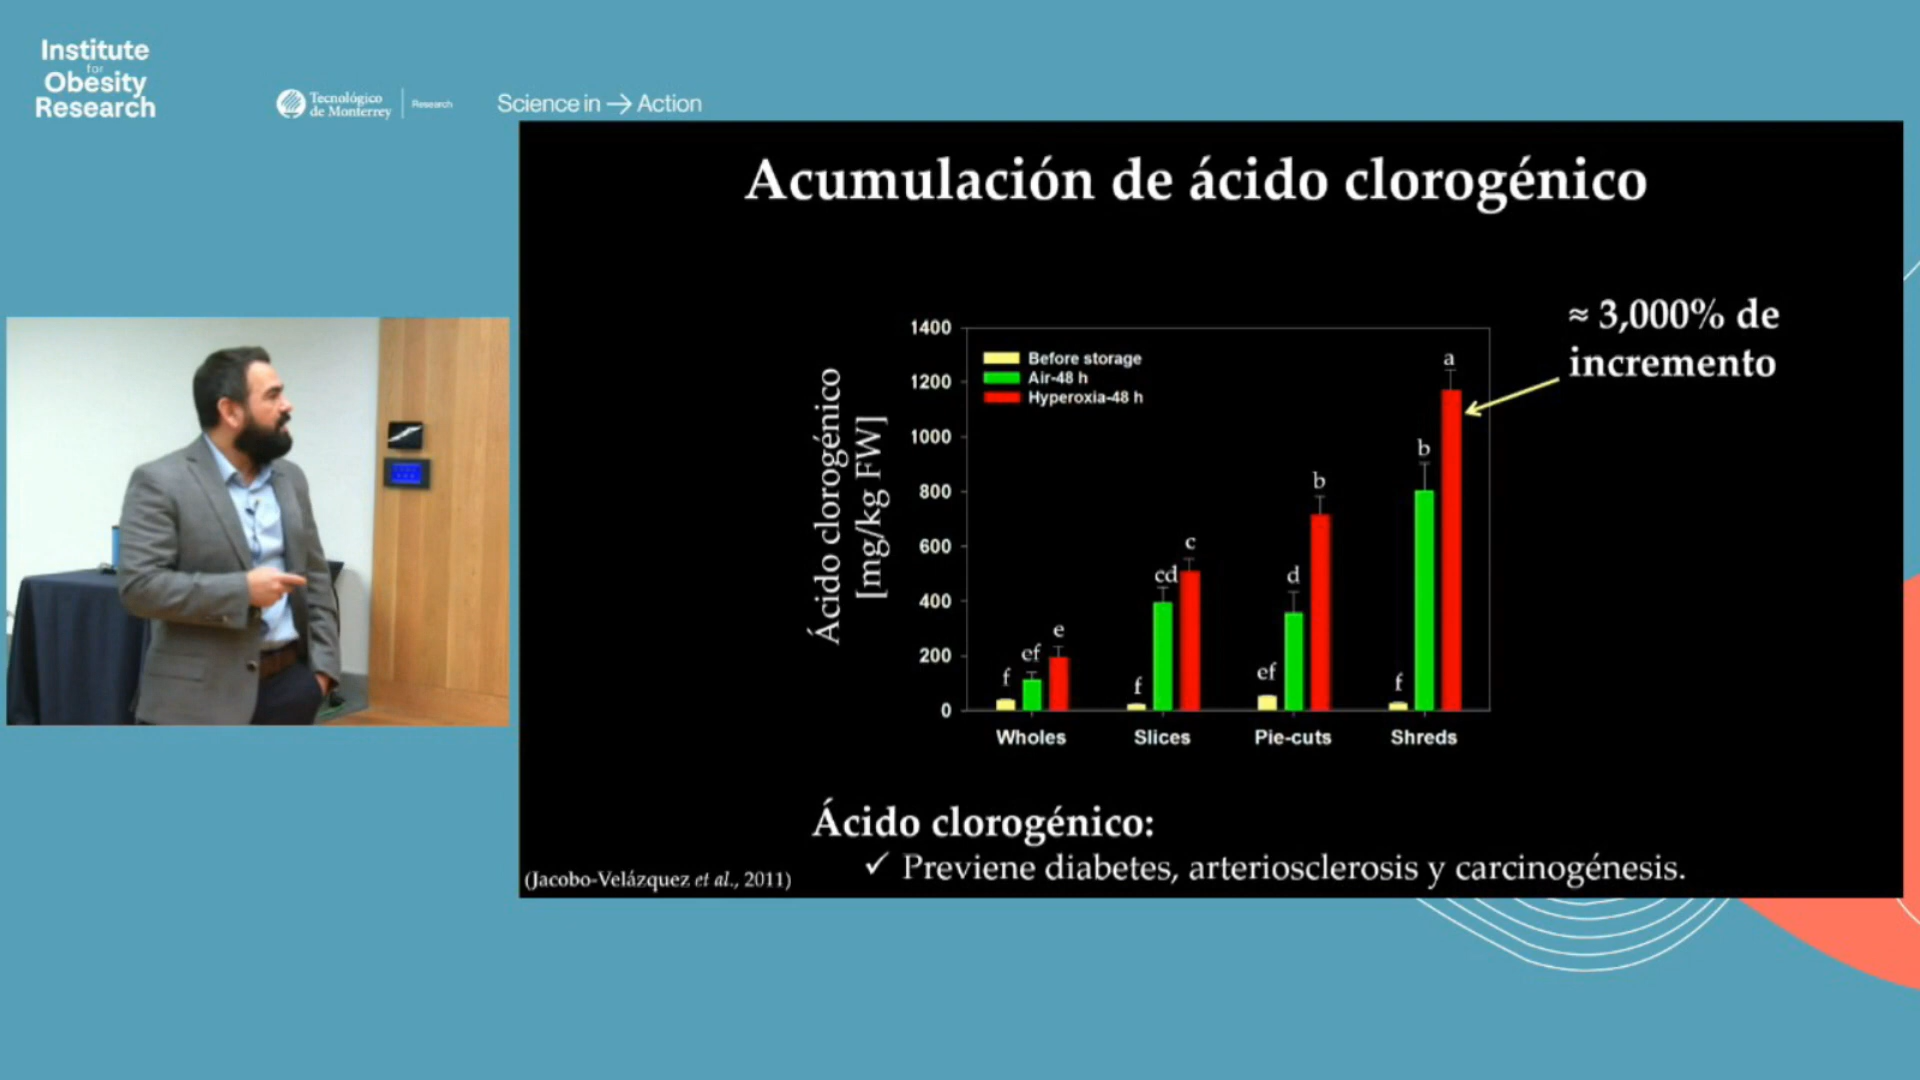 Institute
for
Obesity
Research
Tecnológico
de Monterrey
Research
Science in → Action
Acumulación de ácido clorogénico
≈ 3,000% de
incremento
Ácido clorogénico
[mg/kg FW]
1400
1200
1000
800
600
400
200
0
Before storage
Air-48 h
Hyperoxia-48 h
f
ef
e
f
cd
c
ef
d
b
f
b
a
Wholes
Slices
Pie-cuts
Shreds
Ácido clorogénico:
✓ Previene diabetes, arteriosclerosis y carcinogénesis.
(Jacobo-Velázquez et al., 2011)